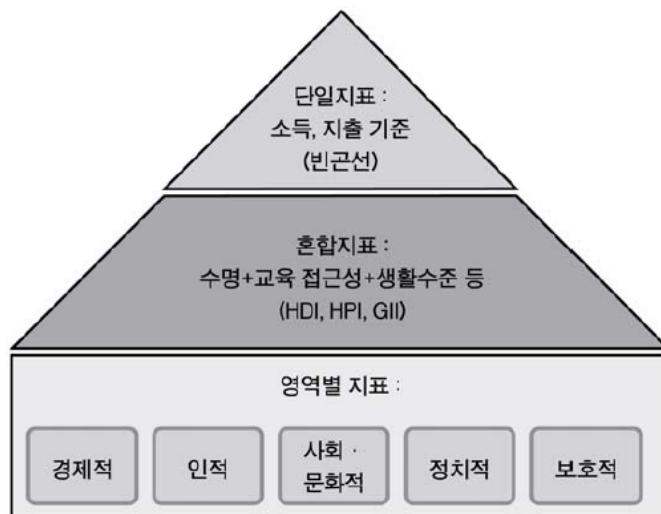 단일지표 :
소득, 지출 기준
(빈곤선)
혼합지표 :
수명+교육 접근성+생활수준 등
(HDI, HPI, GII)
영역별 지표 :
경제적
인적
사회 ·
문화적
정치적
보호적